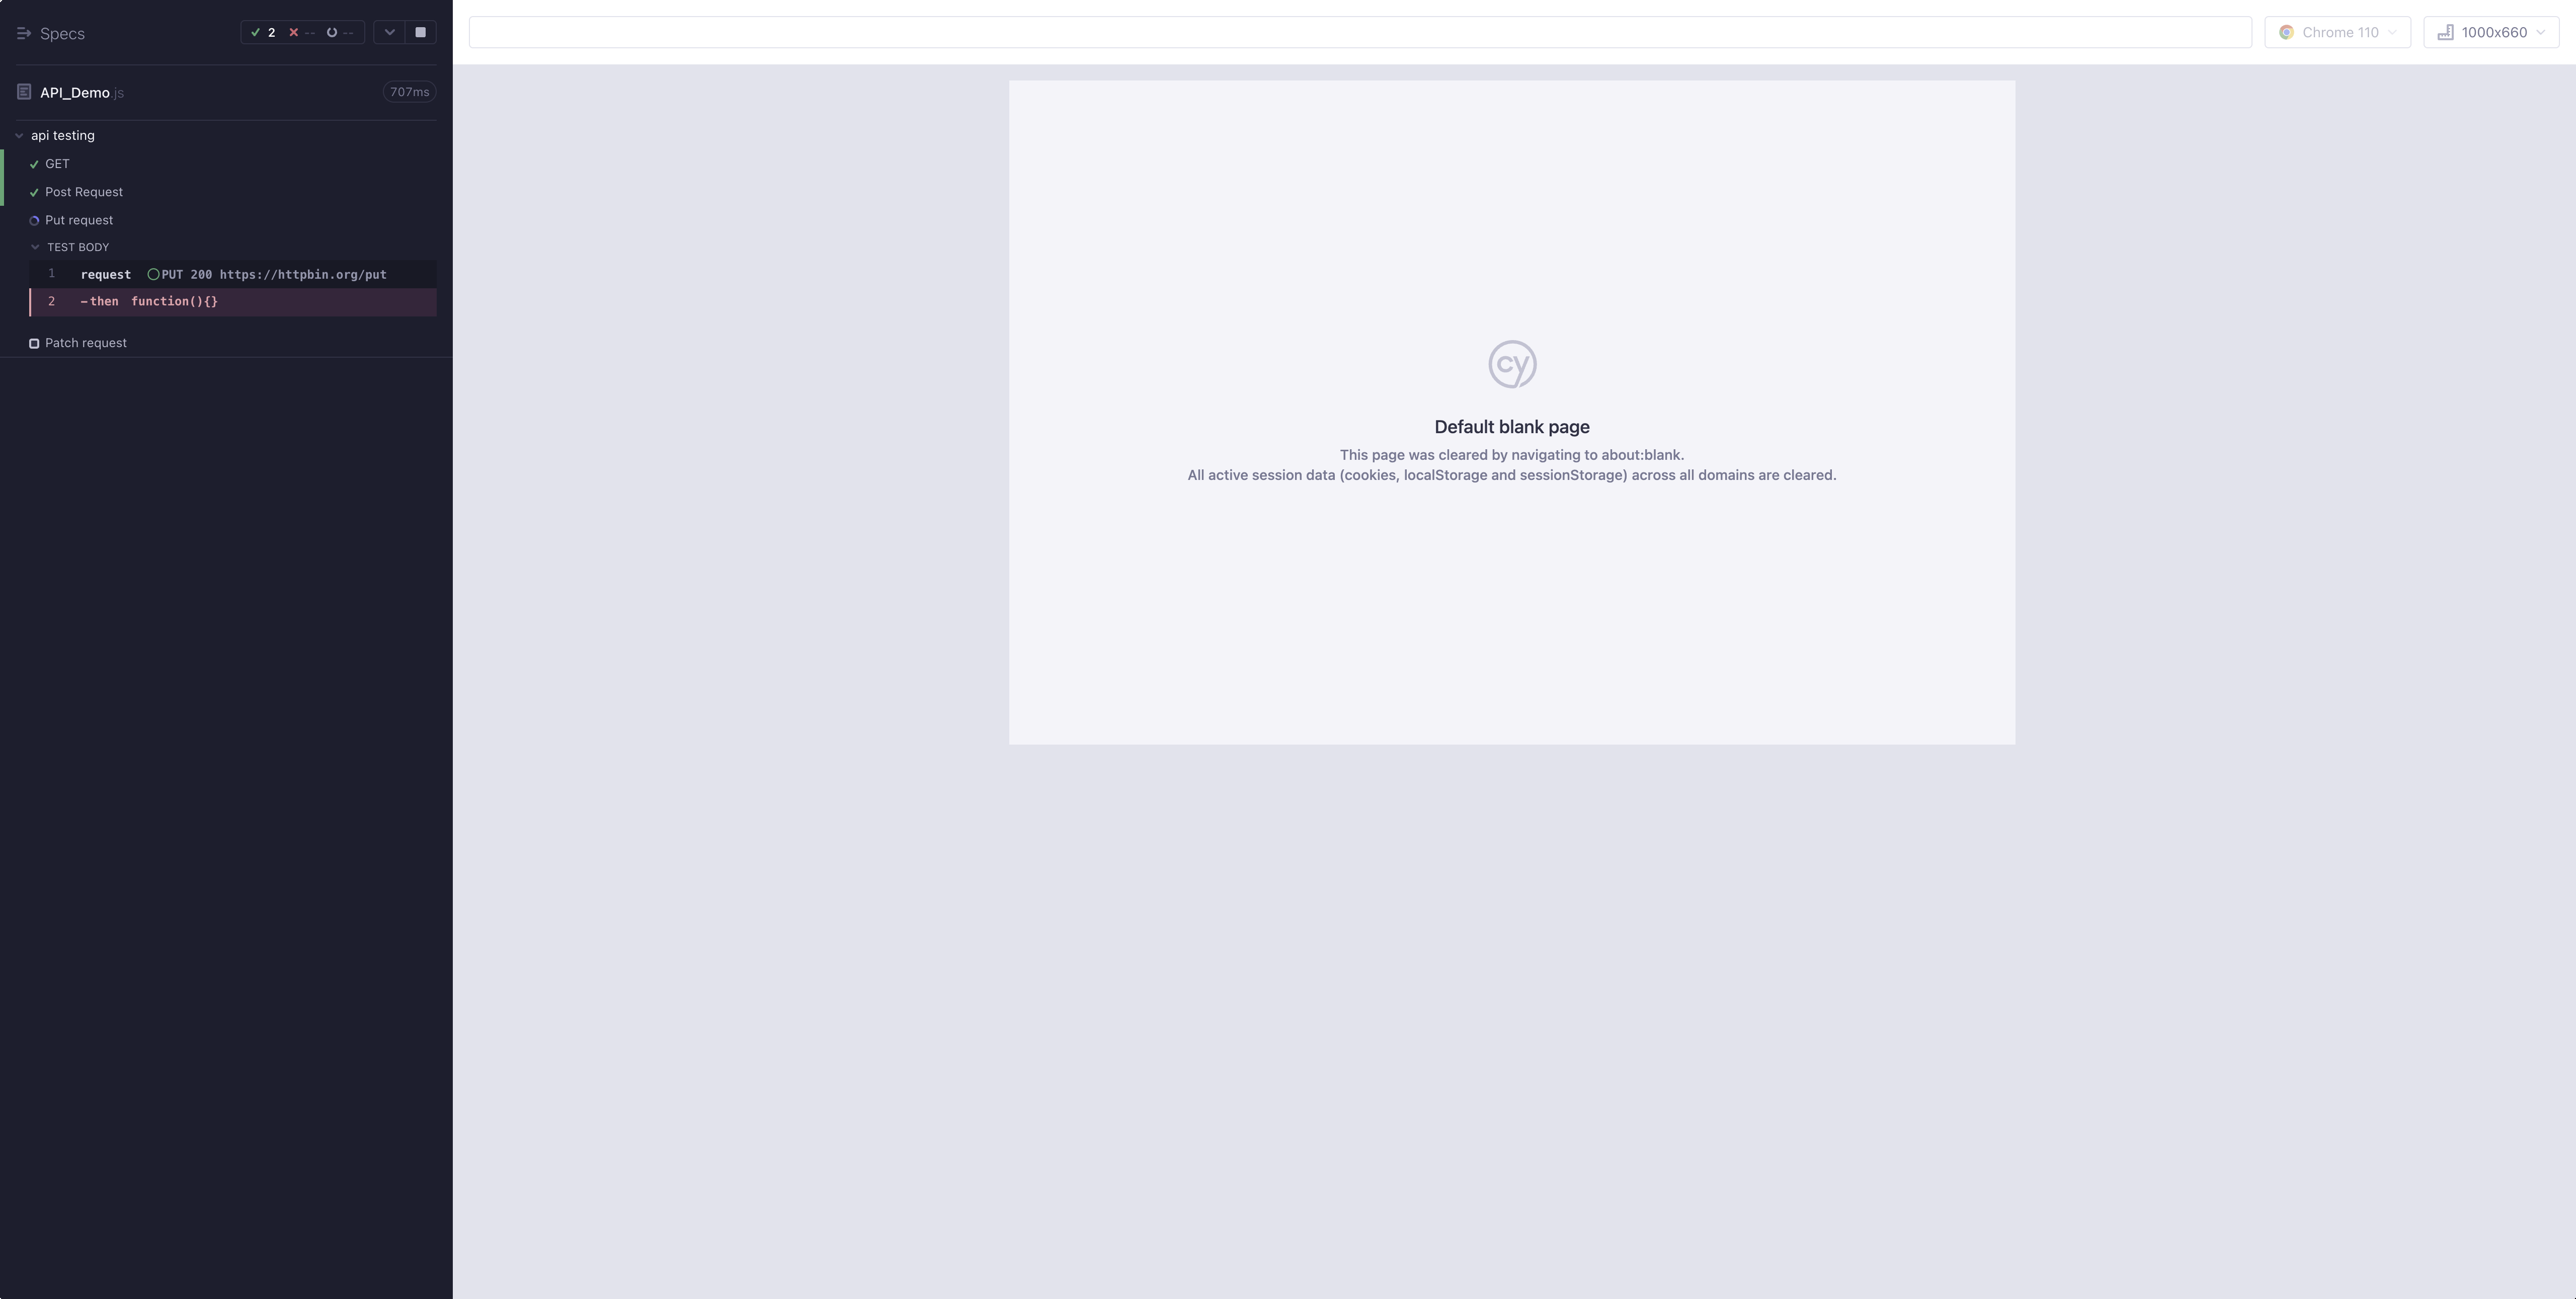 Specs 2 -- --
API_Demo.js 707ms
api testing
GET
Post Request
Put request
TEST BODY
1 request PUT 200 https://httpbin.org/put
2 -then function(){}
Patch request
Chrome 110 1000x660
cy
Default blank page
This page was cleared by navigating to about:blank.
All active session data (cookies, localStorage and sessionStorage) across all domains are cleared.